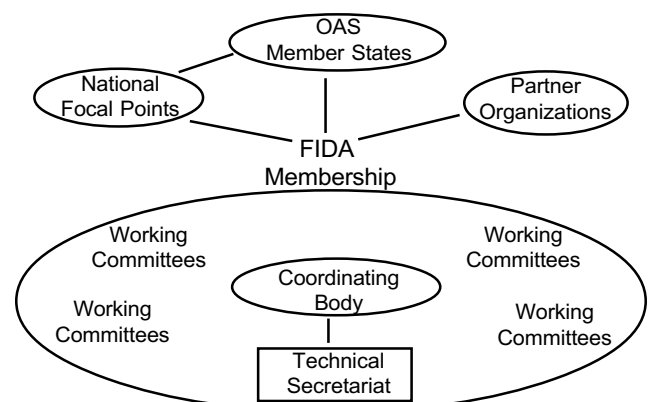 OAS
Member States
National
Focal Points
Partner
Organizations
FIDA
Membership
Working
Committees
Working
Committees
Coordinating
Body
Working
Committees
Working
Committees
Technical
Secretariat